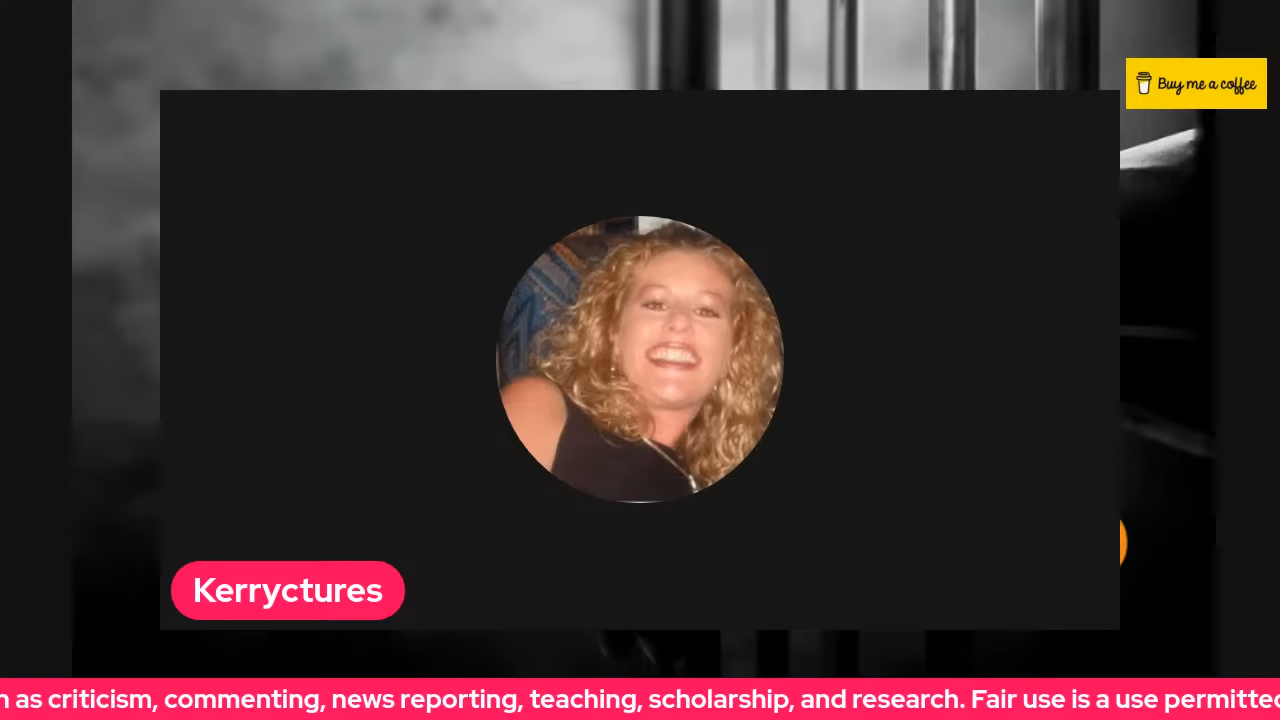 Buy me a coffee
Kerryctures
as criticism, commenting, news reporting, teaching, scholarship, and research. Fair use is a use permitted